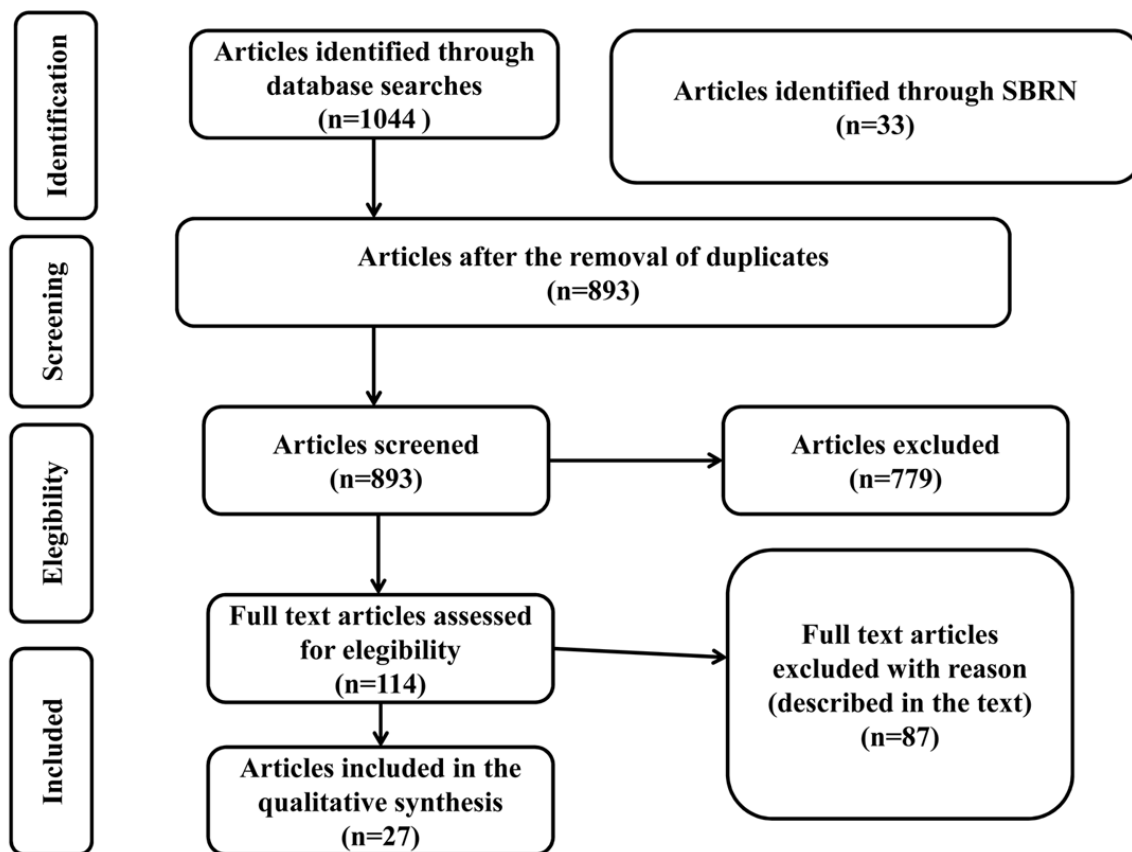 Identification
Articles identified through
database searches
(n=1044 )
Articles identified through SBRN
(n=33)
Screening
Articles after the removal of duplicates
(n=893)
Articles screened
(n=893)
Articles excluded
(n=779)
Elegibility
Full text articles assessed
for elegibility
(n=114)
Full text articles
excluded with reason
(described in the text)
(n=87)
Included
Articles included in the
qualitative synthesis
(n=27)